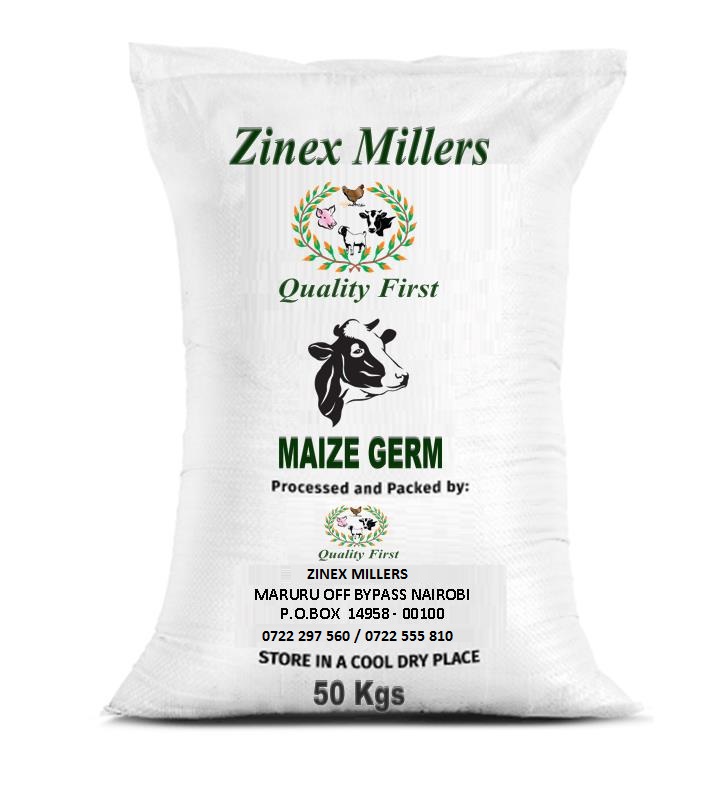 Zinex Millers
Quality First
MAIZE GERM
Processed and Packed by:
Quality First
ZINEX MILLERS
MARURU OFF BYPASS NAIROBI
P.O.BOX 14958 - 00100
0722 297 560 / 0722 555 810
STORE IN A COOL DRY PLACE
50 Kgs